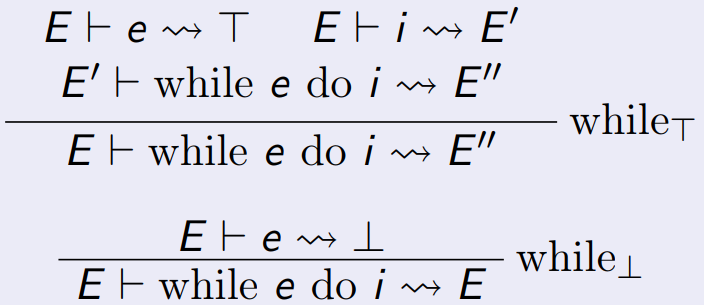 E ⊢ e ⇝ ⊤ E ⊢ i ⇝ E′
E′ ⊢ while e do i ⇝ E″
while⊤
E ⊢ while e do i ⇝ E″
E ⊢ e ⇝ ⊥
while⊥
E ⊢ while e do i ⇝ E